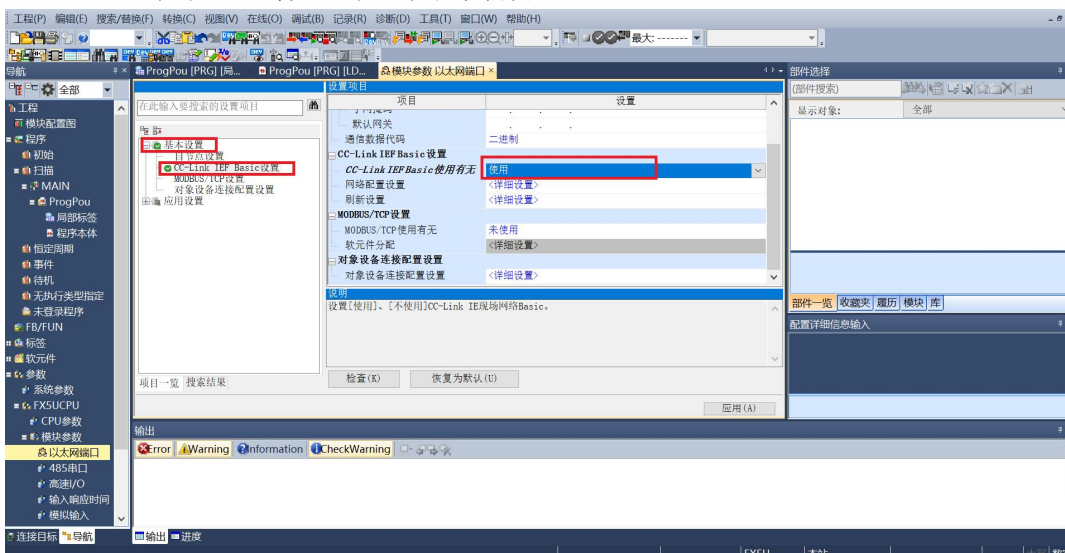 工程(P) 编辑(E) 搜索/替换(F) 转换(C) 视图(V) 在线(O) 调试(B) 记录(R) 诊断(D) 工具(T) 窗口(W) 帮助(H)
最大: -------
导航
ProgPou [PRG] [局...
ProgPou [PRG] [LD...
模块参数 以太网端口
部件选择
全部
工程
模块配置图
程序
初始
扫描
MAIN
ProgPou
局部标签
程序本体
恒定周期
事件
待机
无执行类型指定
未登录程序
FB/FUN
标签
软元件
参数
系统参数
FX5UCPU
CPU参数
模块参数
以太网端口
485串口
高速I/O
输入响应时间
模拟输入
连接目标 导航
在此输入要搜索的设置项目
基本设置
自节点设置
CC-Link IEF Basic设置
MODBUS/TCP设置
对象设备连接配置设置
应用设置
项目一览 搜索结果
设置项目
项目 设置
默认网关 . . .
通信数据代码 二进制
CC-Link IEF Basic设置
CC-Link IEF Basic使用有无 使用
网络配置设置 <详细设置>
刷新设置 <详细设置>
MODBUS/TCP设置
MODBUS/TCP使用有无 未使用
软元件分配 <详细设置>
对象设备连接配置设置
对象设备连接配置设置 <详细设置>
说明
设置[使用]、[不使用]CC-Link IE现场网络Basic。
检查(K) 恢复为默认(U)
应用(A)
输出
Error Warning Information CheckWarning
输出 进度
(部件搜索)
显示对象: 全部
部件一览 收藏夹 履历 模块 库
配置详细信息输入
FX5U 本站